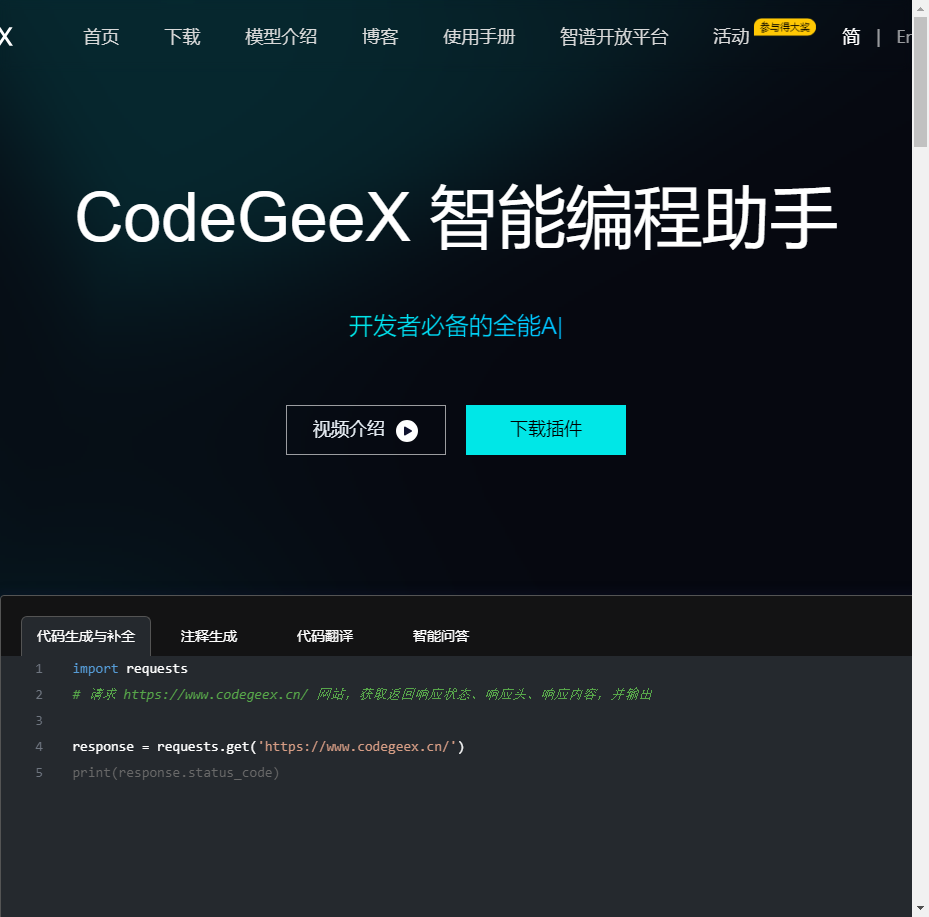 X 首页 下载 模型介绍 博客 使用手册 智谱开放平台 活动 参与得大奖 简 | En
CodeGeeX 智能编程助手
开发者必备的全能AI|
视频介绍 下载插件
代码生成与补全 注释生成 代码翻译 智能问答
1 import requests
2 # 请求 https://www.codegeex.cn/ 网站，获取返回响应状态、响应头、响应内容，并输出
3
4 response = requests.get('https://www.codegeex.cn/')
5 print(response.status_code)